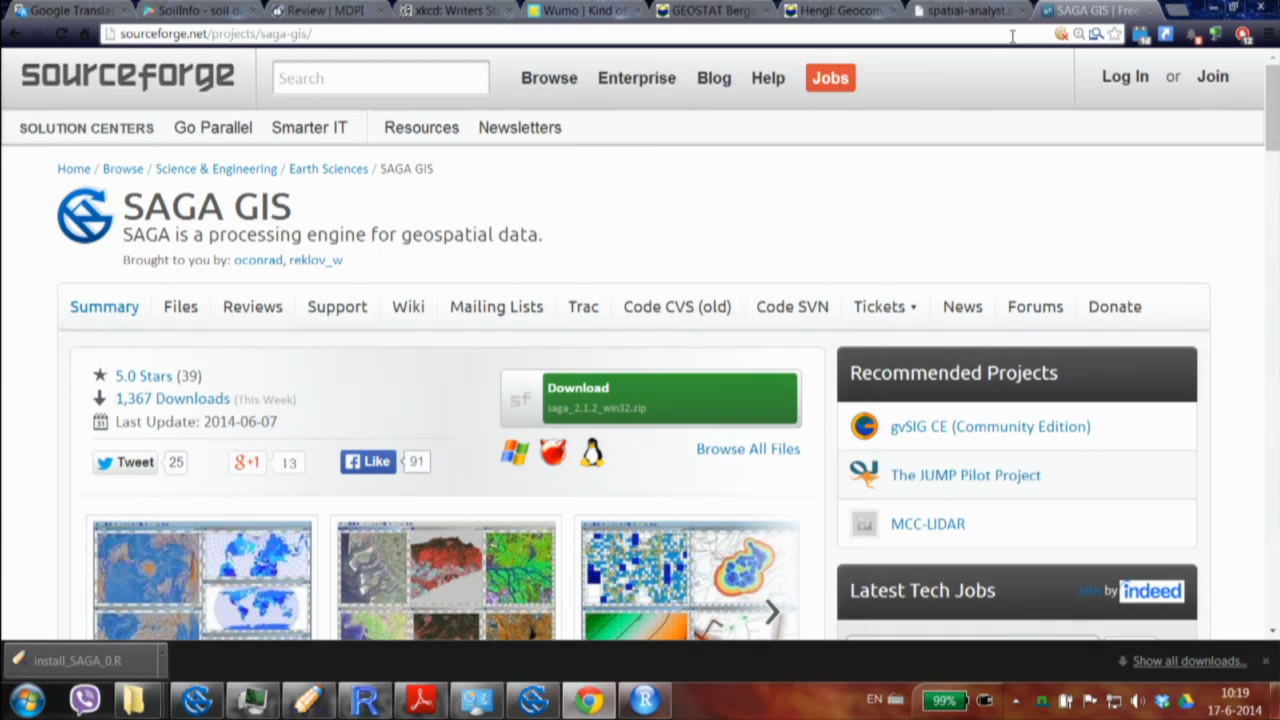 Google Translat
SoilInfo - soil d
Review | MDPI
xkcd: Writers St
Wumo | Kind of
GEOSTAT Berge
Hengl: Geocom
spatial-analyst.n
SAGA GIS | Free
sourceforge.net/projects/saga-gis/
sourceforge
Search
Browse
Enterprise
Blog
Help
Jobs
Log In or Join
SOLUTION CENTERS
Go Parallel
Smarter IT
Resources
Newsletters
Home / Browse / Science & Engineering / Earth Sciences / SAGA GIS
SAGA GIS
SAGA is a processing engine for geospatial data.
Brought to you by: oconrad, reklov_w
Summary
Files
Reviews
Support
Wiki
Mailing Lists
Trac
Code CVS (old)
Code SVN
Tickets
News
Forums
Donate
5.0 Stars (39)
1,367 Downloads (This Week)
Last Update: 2014-06-07
Tweet 25
g+1 13
f Like 91
sf
Download
saga_2.1.2_win32.zip
Browse All Files
Recommended Projects
gvSIG CE (Community Edition)
The JUMP Pilot Project
MCC-LIDAR
Latest Tech Jobs
jobs by indeed
install_SAGA_0.R
Show all downloads...
EN
99%
10:19
17-6-2014